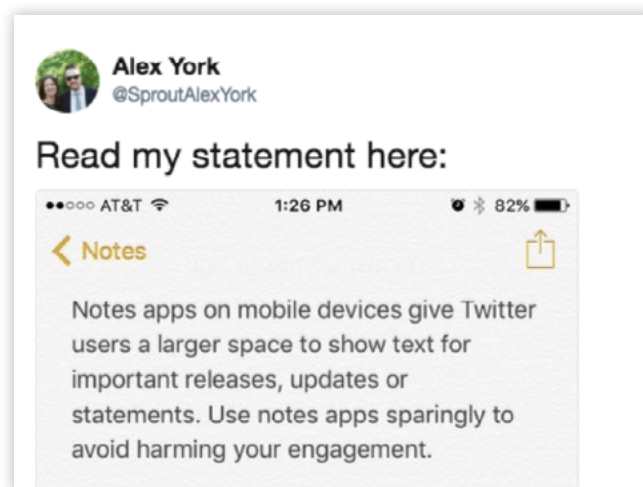 Alex York
@SproutAlexYork
Read my statement here:
AT&T 1:26 PM 82%
Notes
Notes apps on mobile devices give Twitter
users a larger space to show text for
important releases, updates or
statements. Use notes apps sparingly to
avoid harming your engagement.